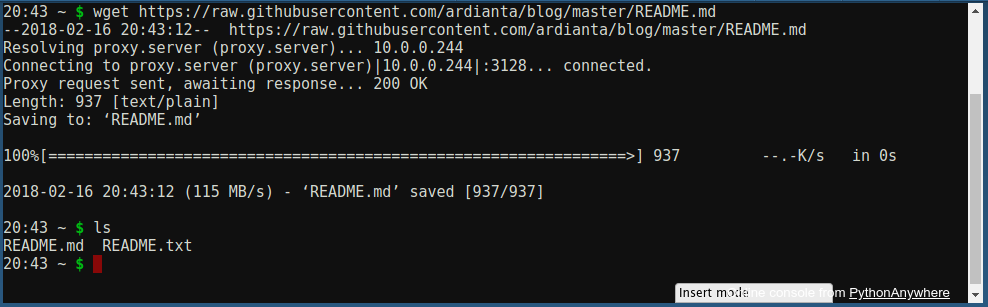 20:43 ~ $ wget https://raw.githubusercontent.com/ardianta/blog/master/README.md
--2018-02-16 20:43:12--  https://raw.githubusercontent.com/ardianta/blog/master/README.md
Resolving proxy.server (proxy.server)... 10.0.0.244
Connecting to proxy.server (proxy.server)|10.0.0.244|:3128... connected.
Proxy request sent, awaiting response... 200 OK
Length: 937 [text/plain]
Saving to: ‘README.md’
100%[================================================================>] 937         --.-K/s   in 0s
2018-02-16 20:43:12 (115 MB/s) - ‘README.md’ saved [937/937]
20:43 ~ $ ls
README.md  README.txt
20:43 ~ $
Insert mode console from PythonAnywhere